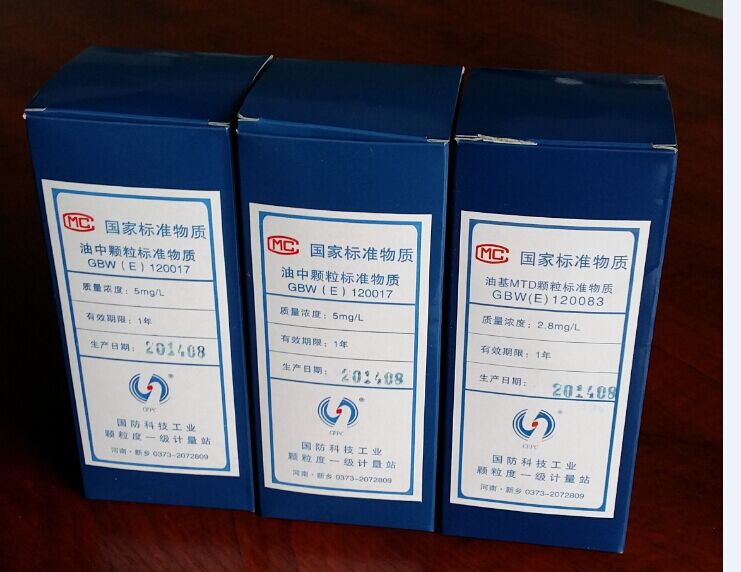 MC 国家标准物质
油中颗粒标准物质
GBW(E)120017
质量浓度：5mg/L
有效期限：1年
生产日期：201408
®
CFPC
国防科技工业
颗粒度一级计量站
河南·新乡 0373-2072809
MC 国家标准物质
油中颗粒标准物质
GBW(E)120017
质量浓度：5mg/L
有效期限：1年
生产日期：201408
®
CFPC
国防科技工业
颗粒度一级计量站
河南·新乡 0373-2072809
MC 国家标准物质
油基MTD颗粒标准物质
GBW(E)120083
质量浓度：2.8mg/L
有效期限：1年
生产日期：201408
®
CFPC
国防科技工业
颗粒度一级计量站
河南·新乡 0373-2072809